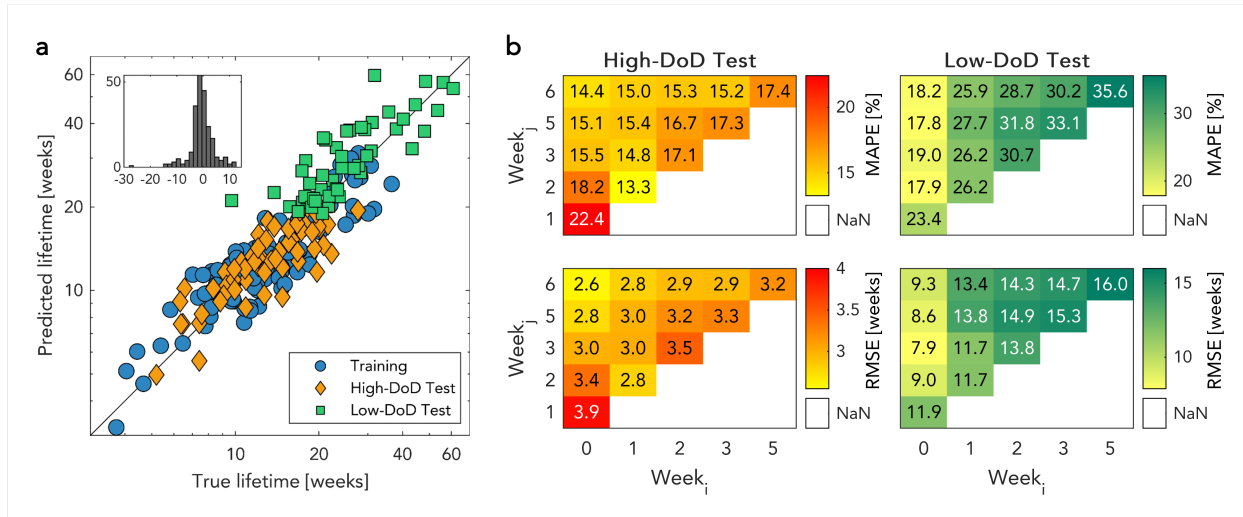 a
60
40
20
10
Predicted lifetime [weeks]
10
20
40
60
True lifetime [weeks]
50
0
-30
-20
-10
0
10
Training
High-DoD Test
Low-DoD Test
b
High-DoD Test
Week j
6 14.4 15.0 15.3 15.2 17.4
5 15.1 15.4 16.7 17.3
3 15.5 14.8 17.1
2 18.2 13.3
1 22.4
20
15
MAPE [%]
NaN
Low-DoD Test
18.2 25.9 28.7 30.2 35.6
17.8 27.7 31.8 33.1
19.0 26.2 30.7
17.9 26.2
23.4
30
20
MAPE [%]
NaN
Week j
6 2.6 2.8 2.9 2.9 3.2
5 2.8 3.0 3.2 3.3
3 3.0 3.0 3.5
2 3.4 2.8
1 3.9
0 1 2 3 5
Week i
4
3
RMSE [weeks]
NaN
9.3 13.4 14.3 14.7 16.0
8.6 13.8 14.9 15.3
7.9 11.7 13.8
9.0 11.7
11.9
0 1 2 3 5
Week i
15
10
RMSE [weeks]
NaN